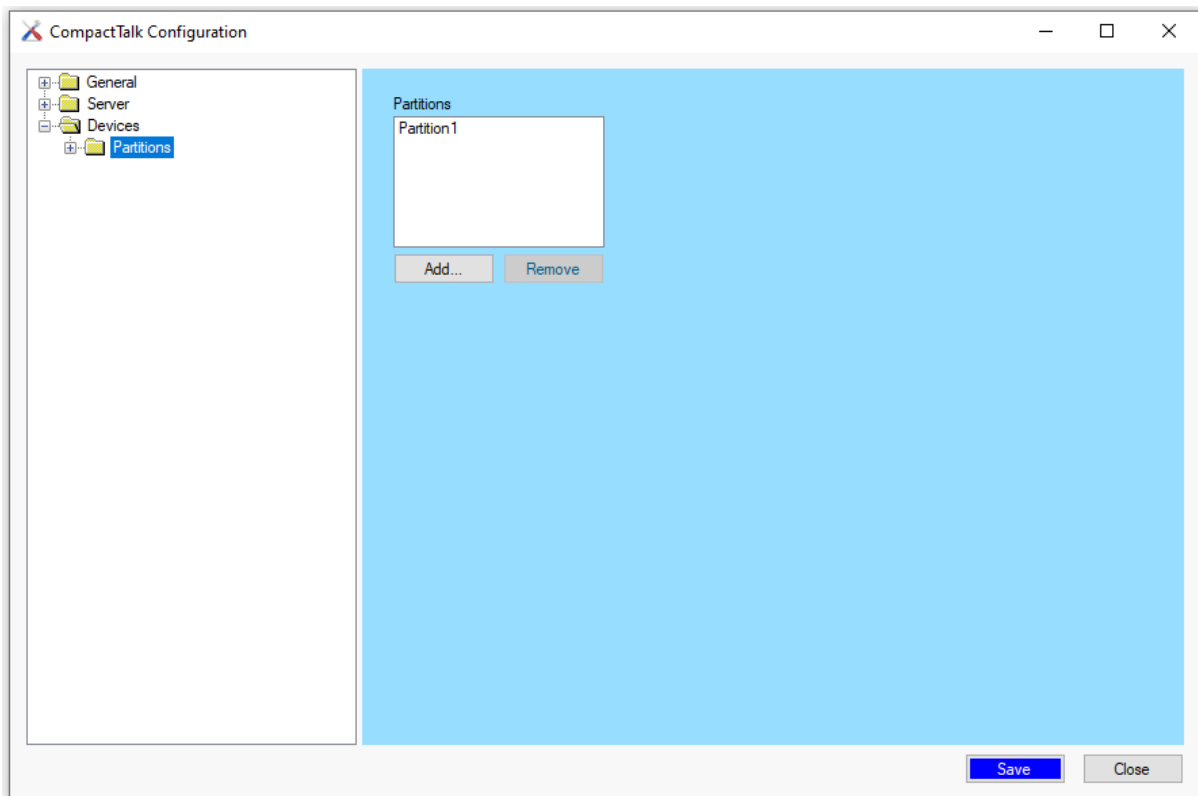 CompactTalk Configuration
General
Server
Devices
Partitions
Partitions
Partition1
Add...
Remove
Save
Close